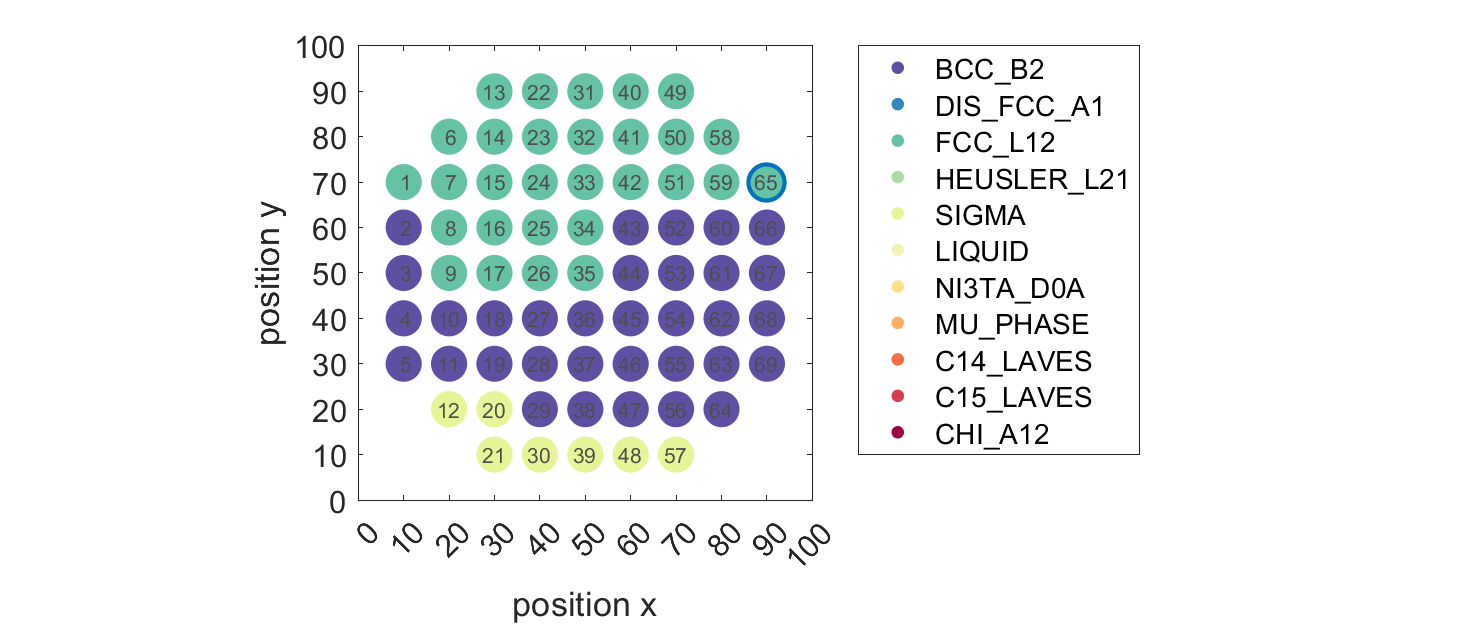 100
90
80
70
60
50
40
30
20
10
0
position y
13 22 31 40 49
6 14 23 32 41 50 58
1 7 15 24 33 42 51 59 65
2 8 16 25 34 43 52 60 66
3 9 17 26 35 44 53 61 67
4 10 18 27 36 45 54 62 68
5 11 19 28 37 46 55 63 69
12 20 29 38 47 56 64
21 30 39 48 57
0 10 20 30 40 50 60 70 80 90 100
position x
BCC_B2
DIS_FCC_A1
FCC_L12
HEUSLER_L21
SIGMA
LIQUID
NI3TA_D0A
MU_PHASE
C14_LAVES
C15_LAVES
CHI_A12